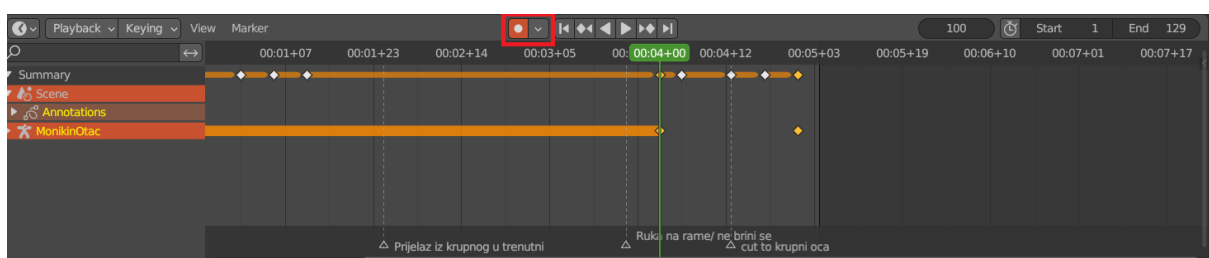 Playback Keying View Marker 100 Start 1 End 129
00:01+07 00:01+23 00:02+14 00:03+05 00: 00:04+00 00:04+12 00:05+03 00:05+19 00:06+10 00:07+01 00:07+17
Summary
Scene
Annotations
MonikinOtac
Ruka na rame/ ne brini se
Prijelaz iz krupnog u trenutni cut to krupni oca